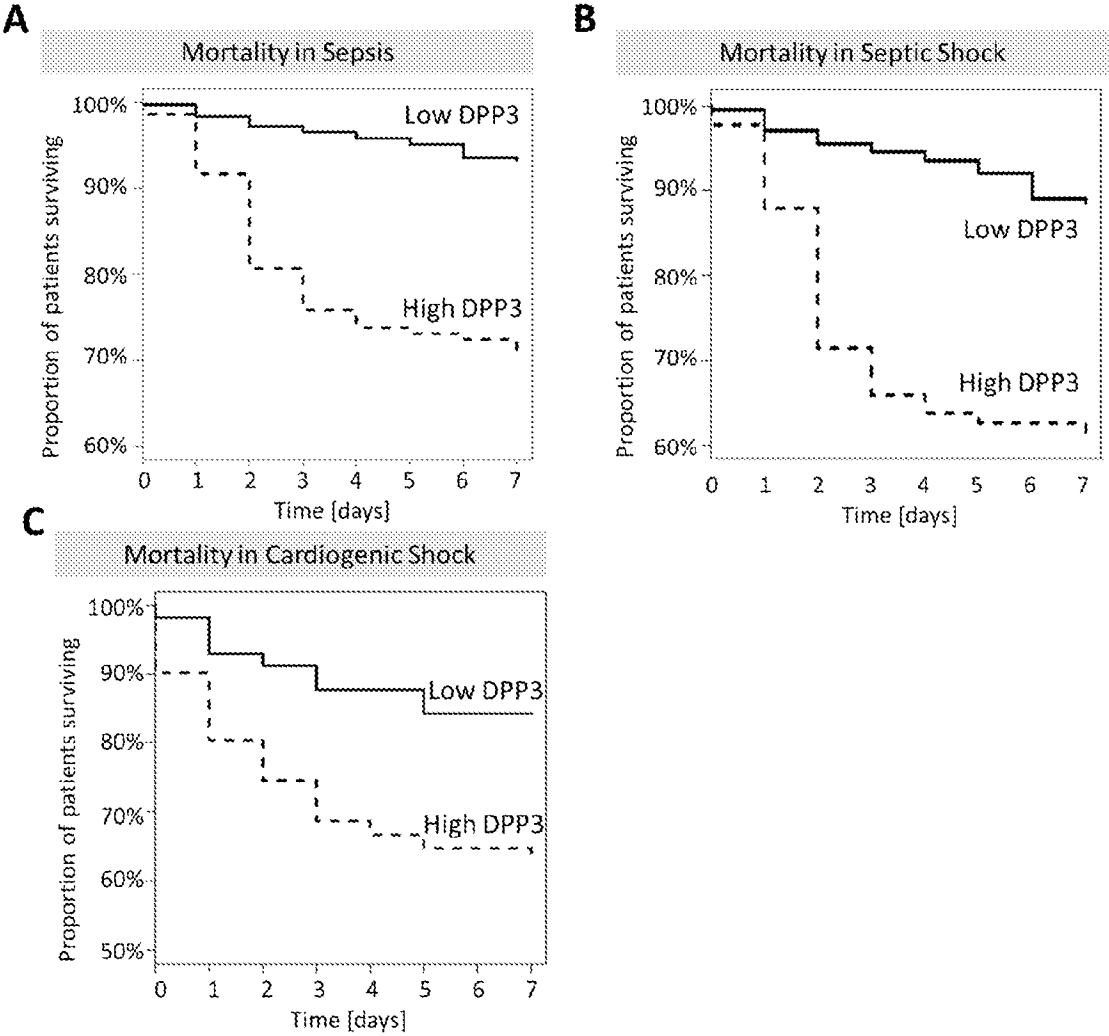 A
Mortality in Sepsis
Proportion of patients surviving
100%
90%
80%
70%
60%
Low DPP3
High DPP3
0 1 2 3 4 5 6 7
Time [days]
B
Mortality in Septic Shock
Proportion of patients surviving
100%
90%
80%
70%
60%
Low DPP3
High DPP3
0 1 2 3 4 5 6 7
Time [days]
C
Mortality in Cardiogenic Shock
Proportion of patients surviving
100%
90%
80%
70%
60%
50%
Low DPP3
High DPP3
0 1 2 3 4 5 6 7
Time [days]